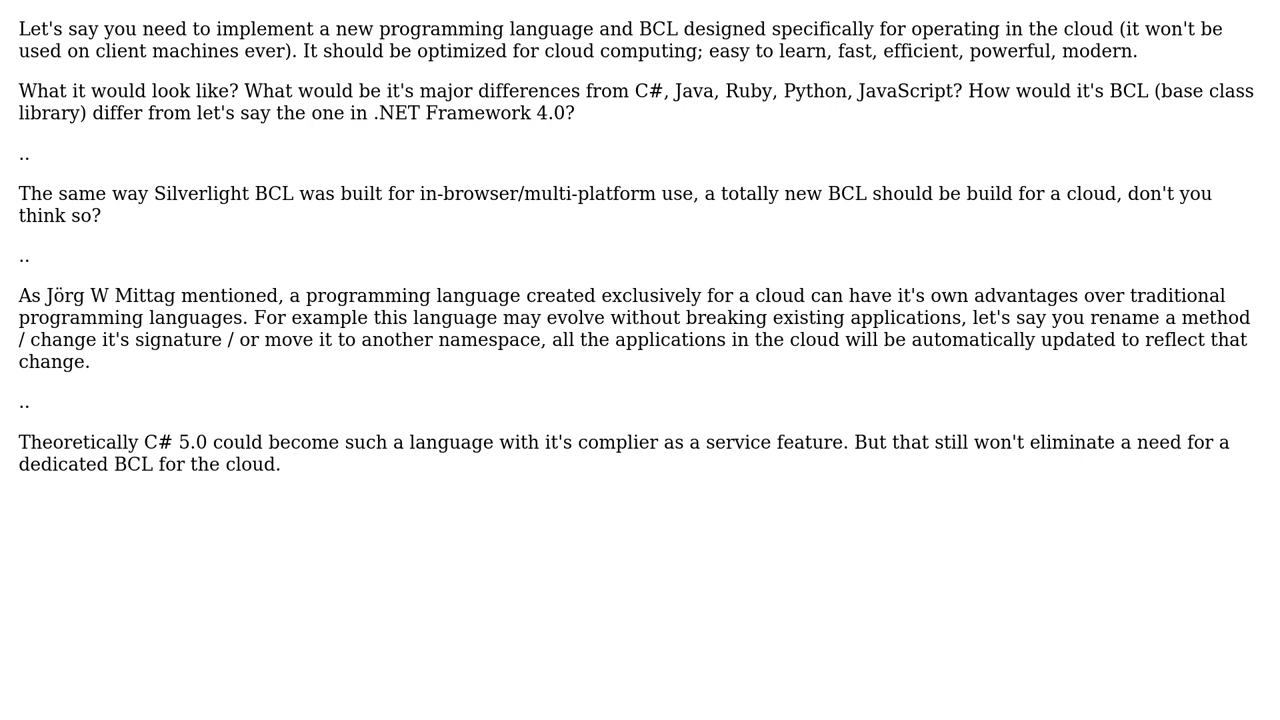 Let's say you need to implement a new programming language and BCL designed specifically for operating in the cloud (it won't be
used on client machines ever). It should be optimized for cloud computing; easy to learn, fast, efficient, powerful, modern.
What it would look like? What would be it's major differences from C#, Java, Ruby, Python, JavaScript? How would it's BCL (base class
library) differ from let's say the one in .NET Framework 4.0?
..
The same way Silverlight BCL was built for in-browser/multi-platform use, a totally new BCL should be build for a cloud, don't you
think so?
..
As Jörg W Mittag mentioned, a programming language created exclusively for a cloud can have it's own advantages over traditional
programming languages. For example this language may evolve without breaking existing applications, let's say you rename a method
/ change it's signature / or move it to another namespace, all the applications in the cloud will be automatically updated to reflect that
change.
..
Theoretically C# 5.0 could become such a language with it's complier as a service feature. But that still won't eliminate a need for a
dedicated BCL for the cloud.